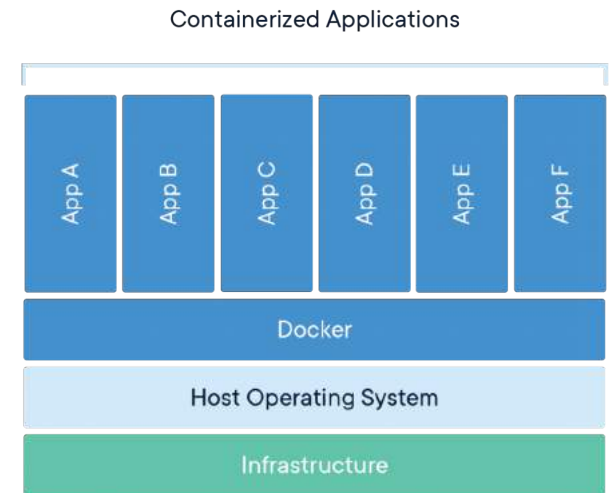 Containerized Applications
App A
App B
App C
App D
App E
App F
Docker
Host Operating System
Infrastructure